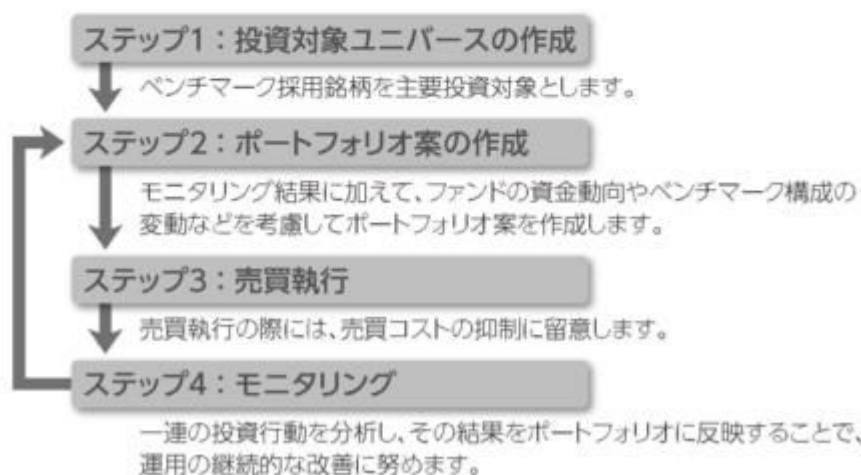 ステップ1：投資対象ユニバースの作成
ベンチマーク採用銘柄を主要投資対象とします。
ステップ2：ポートフォリオ案の作成
モニタリング結果に加えて、ファンドの資金動向やベンチマーク構成の
変動などを考慮してポートフォリオ案を作成します。
ステップ3：売買執行
売買執行の際には、売買コストの抑制に留意します。
ステップ4：モニタリング
一連の投資行動を分析し、その結果をポートフォリオに反映することで、
運用の継続的な改善に努めます。